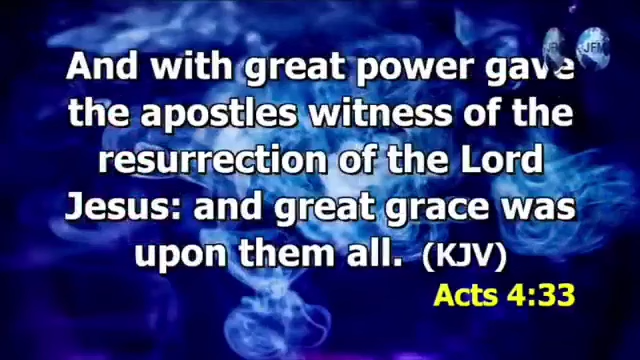 And with great power gave
the apostles witness of the
resurrection of the Lord
Jesus: and great grace was
upon them all. (KJV)
Acts 4:33
JFM